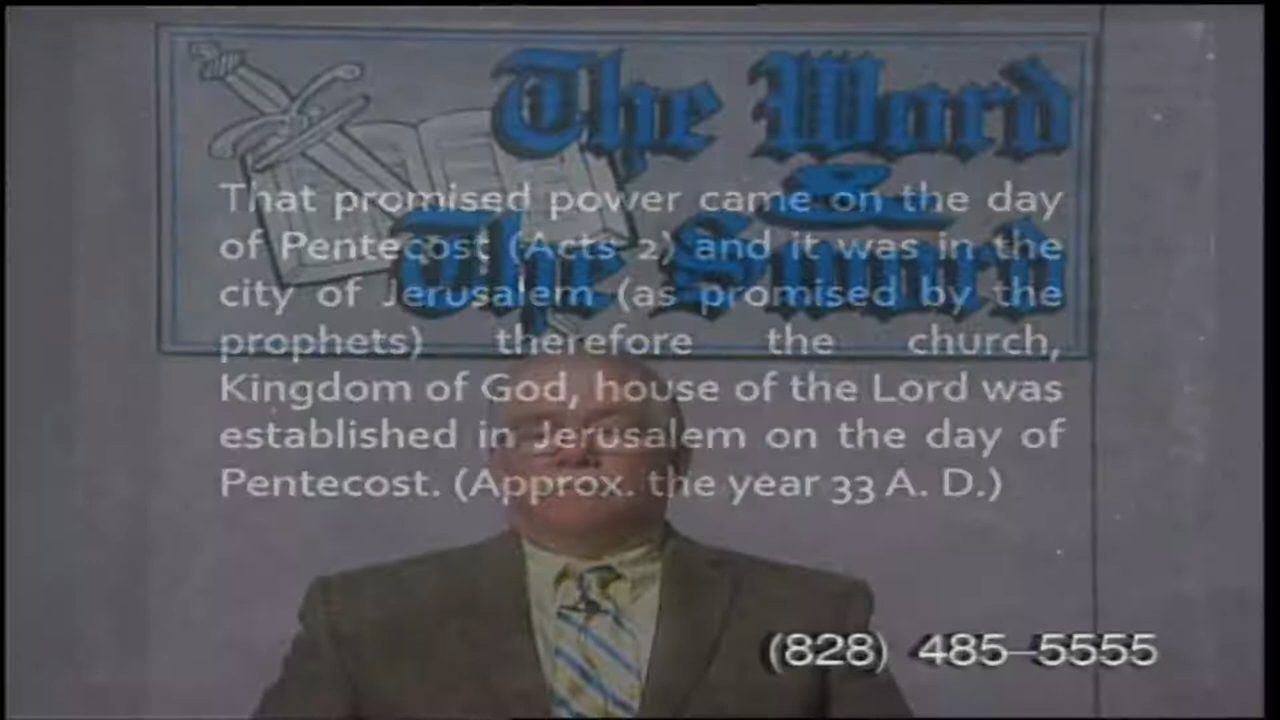 The Word
&
The Sword
That promised power came on the day
of Pentecost (Acts 2) and it was in the
city of Jerusalem (as promised by the
prophets) therefore the church,
Kingdom of God, house of the Lord was
established in Jerusalem on the day of
Pentecost. (Approx. the year 33 A. D.)
(828) 485-5555